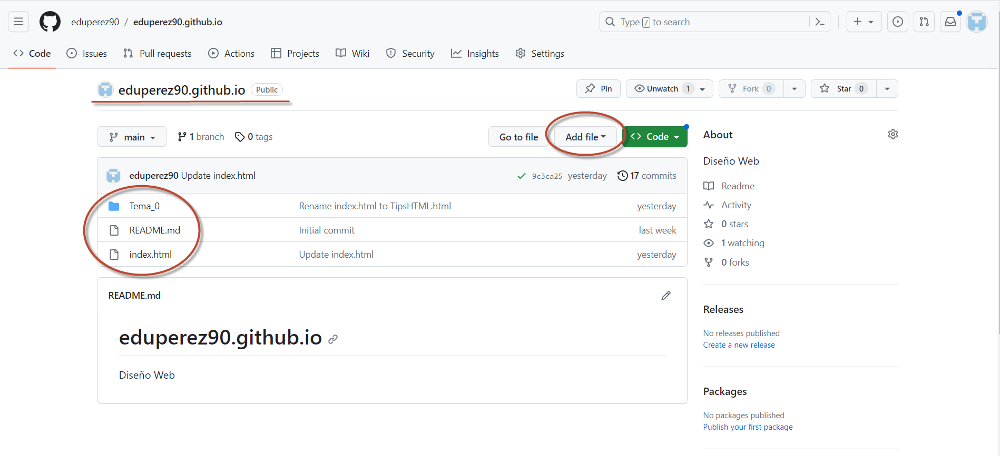 eduperez90 / eduperez90.github.io
Type / to search
Code Issues Pull requests Actions Projects Wiki Security Insights Settings
eduperez90.github.io Public
Pin Unwatch 1 Fork 0 Star 0
main 1 branch 0 tags Go to file Add file Code
eduperez90 Update index.html 9c3ca25 yesterday 17 commits
Tema_0 Rename index.html to TipsHTML.html yesterday
README.md Initial commit last week
index.html Update index.html yesterday
README.md
eduperez90.github.io
Diseño Web
About
Diseño Web
Readme
Activity
0 stars
1 watching
0 forks
Releases
No releases published
Create a new release
Packages
No packages published
Publish your first package